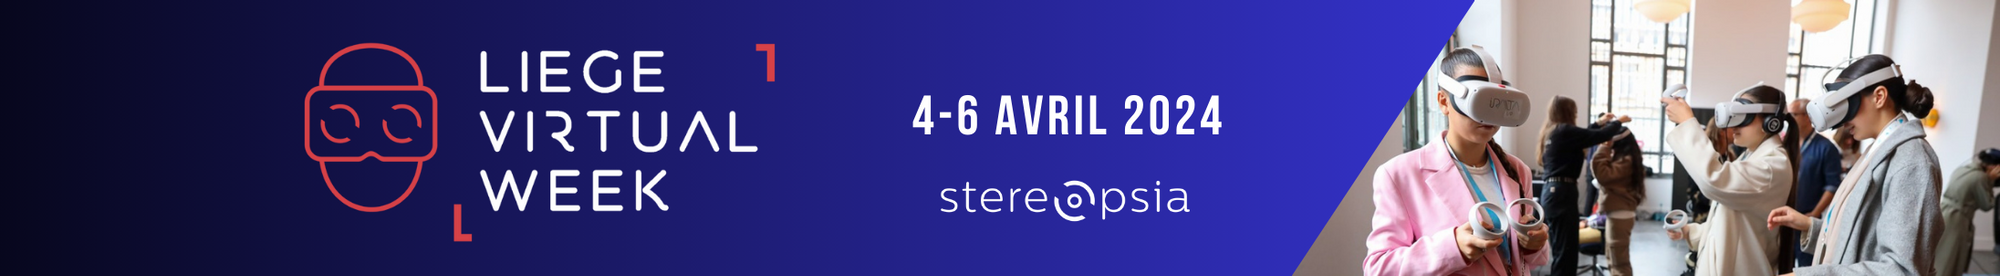 LIEGE
VIRTUAL
WEEK
4-6 AVRIL 2024
stereopsia